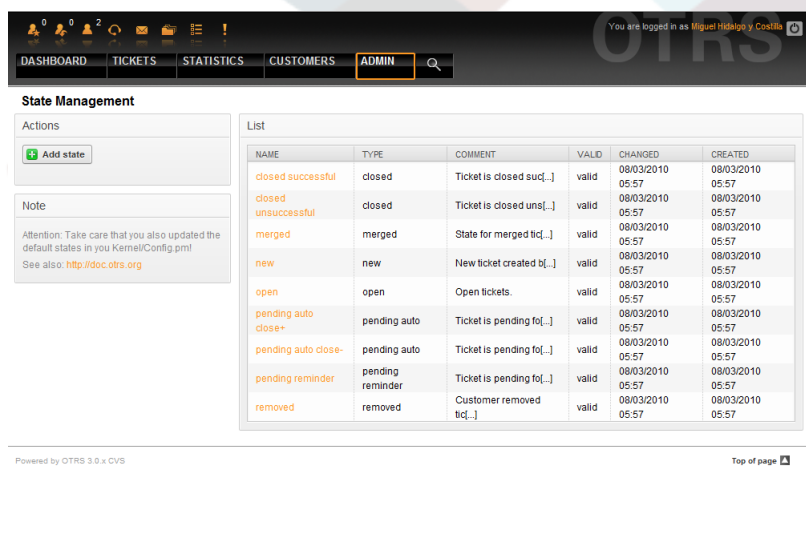 0 0 2
You are logged in as Miguel Hidalgo y Costilla
OTRS
DASHBOARD TICKETS STATISTICS CUSTOMERS ADMIN
State Management
Actions
Add state
Note
Attention: Take care that you also updated the
default states in you Kernel/Config.pm!
See also: http://doc.otrs.org
List
NAME TYPE COMMENT VALID CHANGED CREATED
closed successful closed Ticket is closed suc[...] valid 08/03/2010 05:57 08/03/2010 05:57
closed unsuccessful closed Ticket is closed uns[...] valid 08/03/2010 05:57 08/03/2010 05:57
merged merged State for merged tic[...] valid 08/03/2010 05:57 08/03/2010 05:57
new new New ticket created b[...] valid 08/03/2010 05:57 08/03/2010 05:57
open open Open tickets. valid 08/03/2010 05:57 08/03/2010 05:57
pending auto close+ pending auto Ticket is pending fo[...] valid 08/03/2010 05:57 08/03/2010 05:57
pending auto close- pending auto Ticket is pending fo[...] valid 08/03/2010 05:57 08/03/2010 05:57
pending reminder pending reminder Ticket is pending fo[...] valid 08/03/2010 05:57 08/03/2010 05:57
removed removed Customer removed tic[...] valid 08/03/2010 05:57 08/03/2010 05:57
Powered by OTRS 3.0.x CVS
Top of page